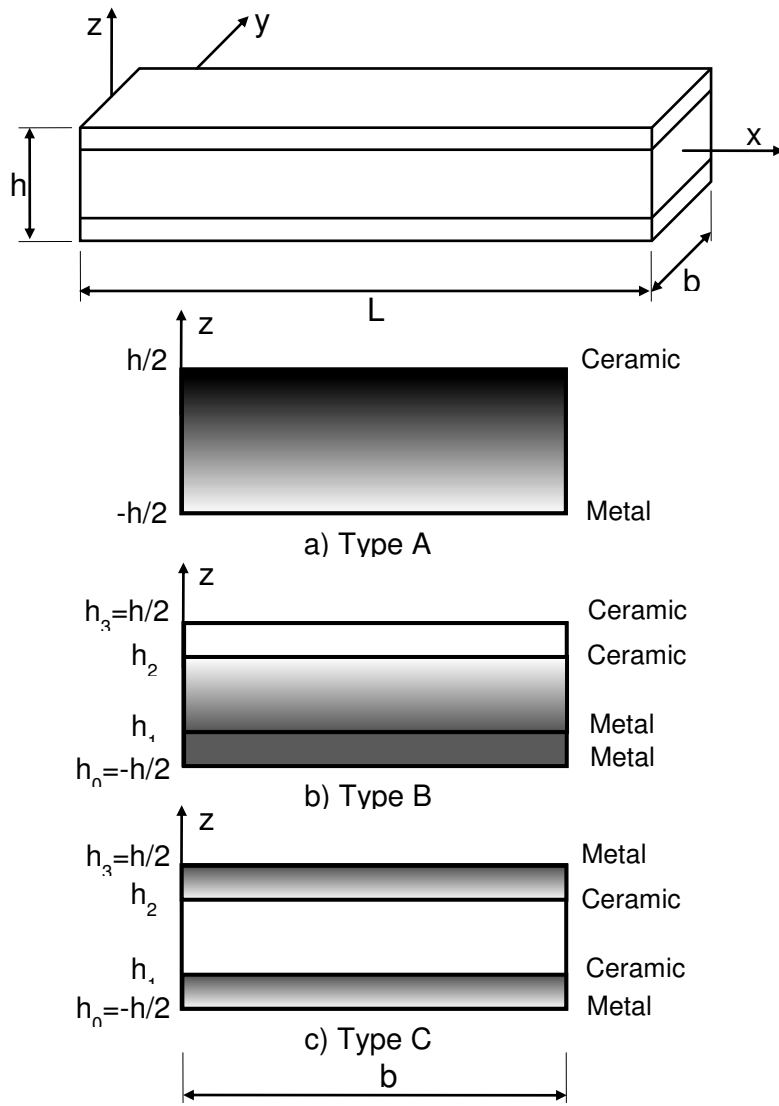 z
y
x
h
b
L
z
h/2 Ceramic
-h/2 Metal
a) Type A
z
h3=h/2 Ceramic
h2 Ceramic
h1 Metal
h0=-h/2 Metal
b) Type B
z
h3=h/2 Metal
h2 Ceramic
h1 Ceramic
h0=-h/2 Metal
c) Type C
b